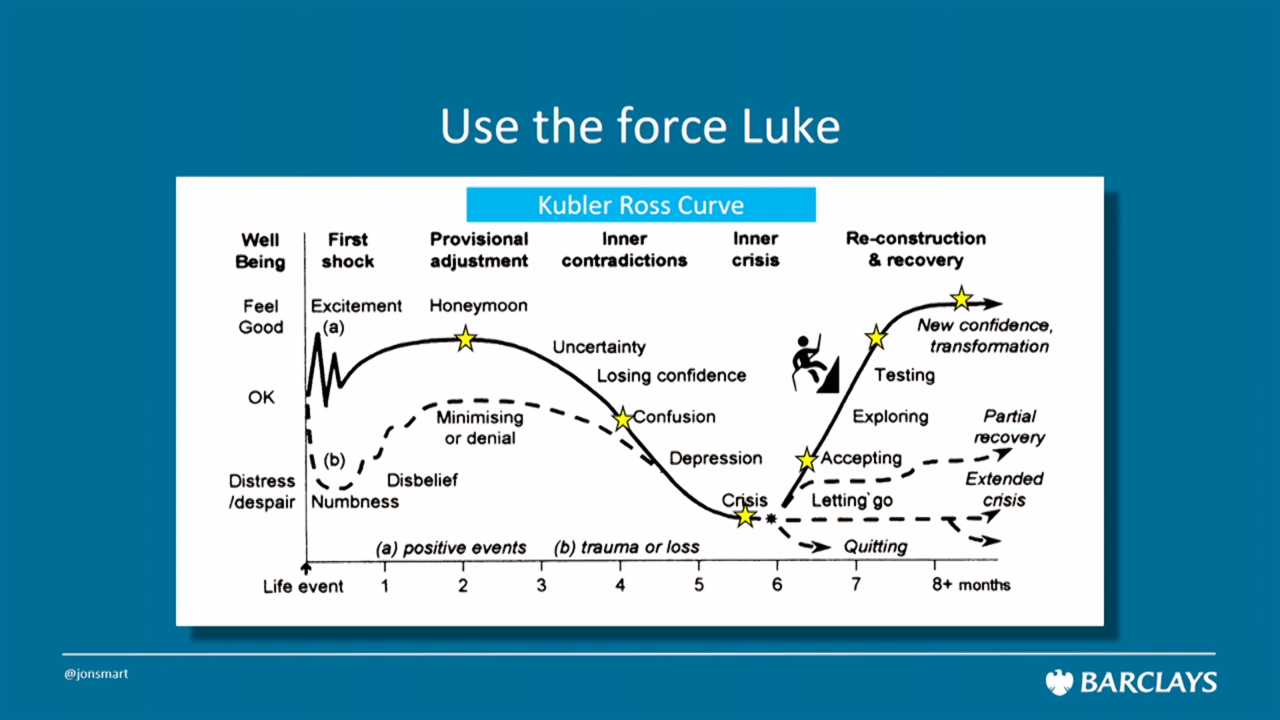 Use the force Luke
Kubler Ross Curve
Well
Being
First
shock
Provisional
adjustment
Inner
contradictions
Inner
crisis
Re-construction
& recovery
Feel
Good
Excitement
(a)
Honeymoon
Uncertainty
Losing confidence
New confidence,
transformation
OK
Minimising
or denial
Confusion
Testing
Exploring
Partial
recovery
(b)
Depression
Accepting
Distress
/despair
Disbelief
Numbness
Crisis
Letting go
Extended
crisis
(a) positive events
(b) trauma or loss
Quitting
Life event
1 2 3 4 5 6 7 8+ months
@jonsmart
BARCLAYS